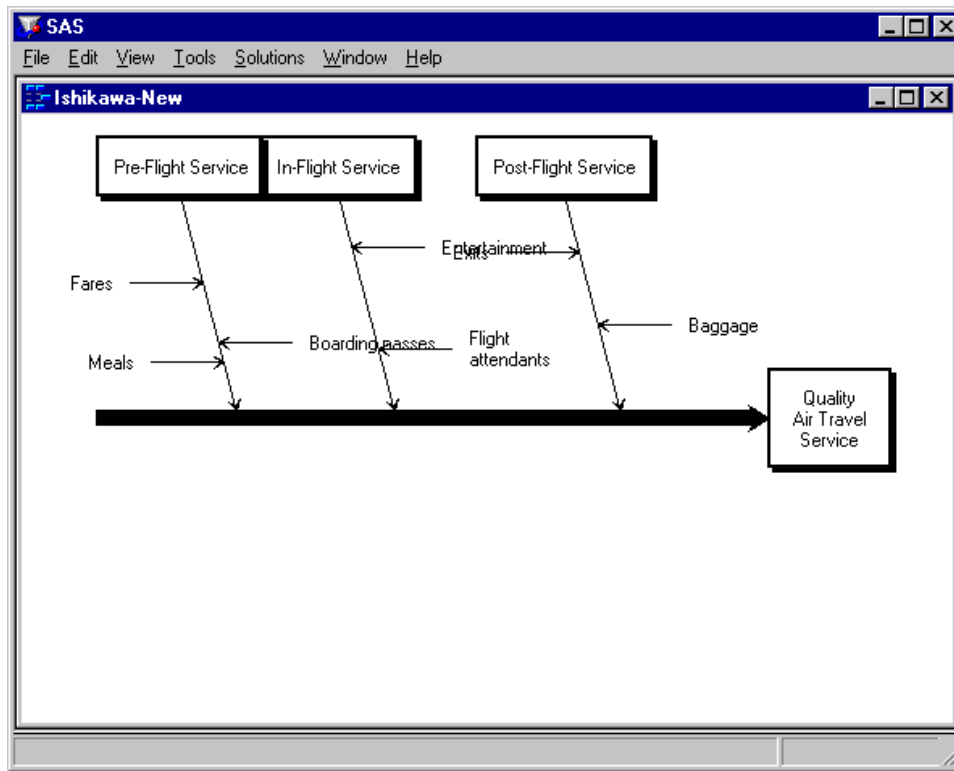 SAS
File Edit View Tools Solutions Window Help
Ishikawa-New
Pre-Flight Service
In-Flight Service
Post-Flight Service
Entertainment
Exits
Fares
Baggage
Boarding passes
Flight
attendants
Meals
Quality
Air Travel
Service